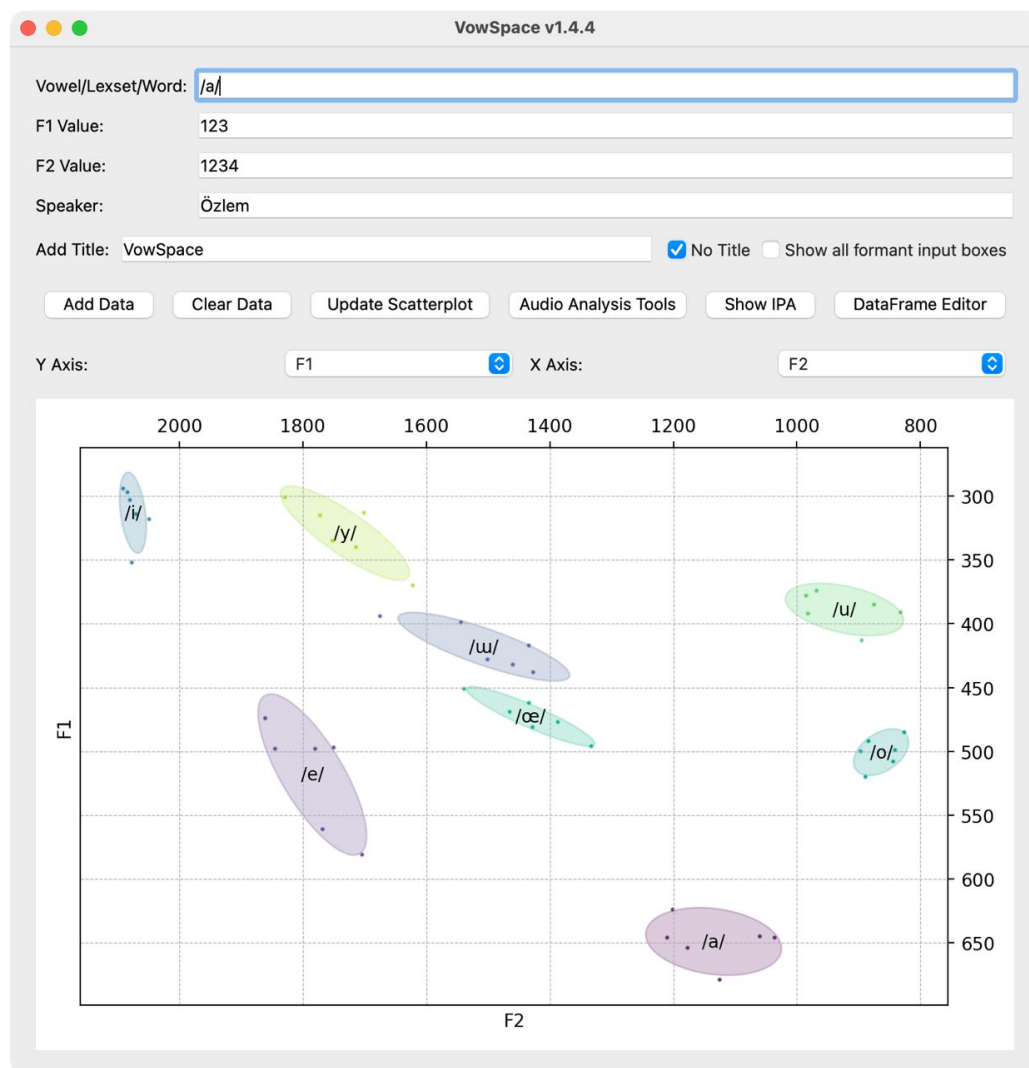 VowSpace v1.4.4
Vowel/Lexset/Word: /a/
F1 Value: 123
F2 Value: 1234
Speaker: Özlem
Add Title: VowSpace No Title Show all formant input boxes
Add Data Clear Data Update Scatterplot Audio Analysis Tools Show IPA DataFrame Editor
Y Axis: F1 X Axis: F2
2000 1800 1600 1400 1200 1000 800
300
/i/
/y/
350
/u/
400
/ɯ/
450
/œ/
F1
500
/o/
/e/
550
600
/a/
650
F2